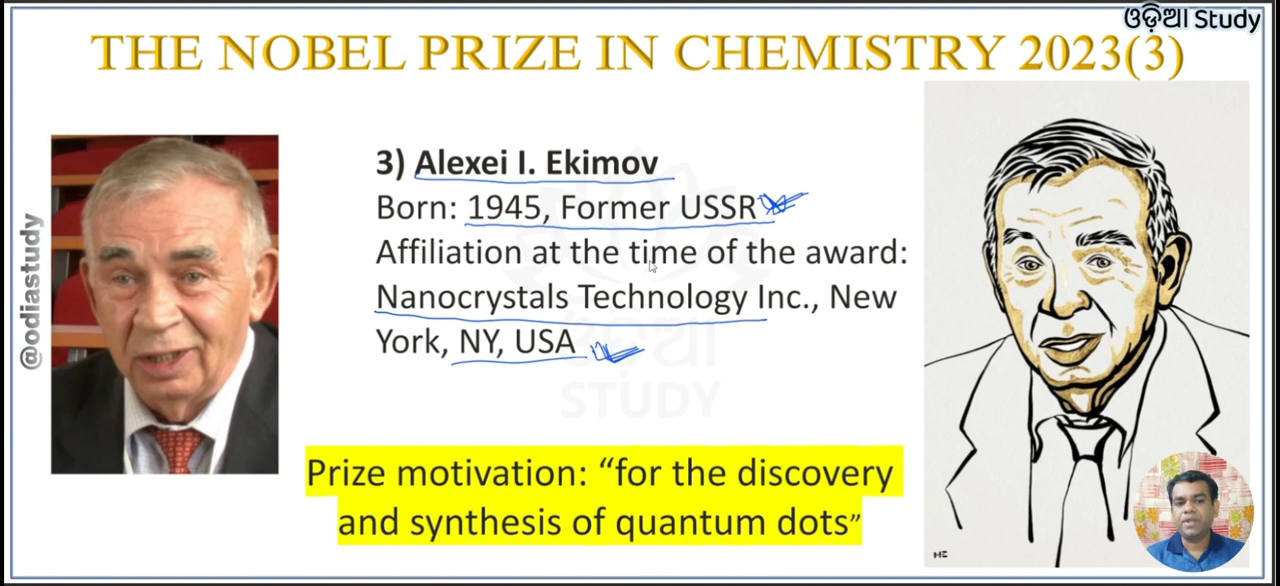 ଓଡ଼ିଆ Study
THE NOBEL PRIZE IN CHEMISTRY 2023(3)
@odiastudy
3) Alexei I. Ekimov
Born: 1945, Former USSR
Affiliation at the time of the award:
Nanocrystals Technology Inc., New
York, NY, USA
ଓଡ଼ିଆ
STUDY
Prize motivation: “for the discovery
and synthesis of quantum dots”